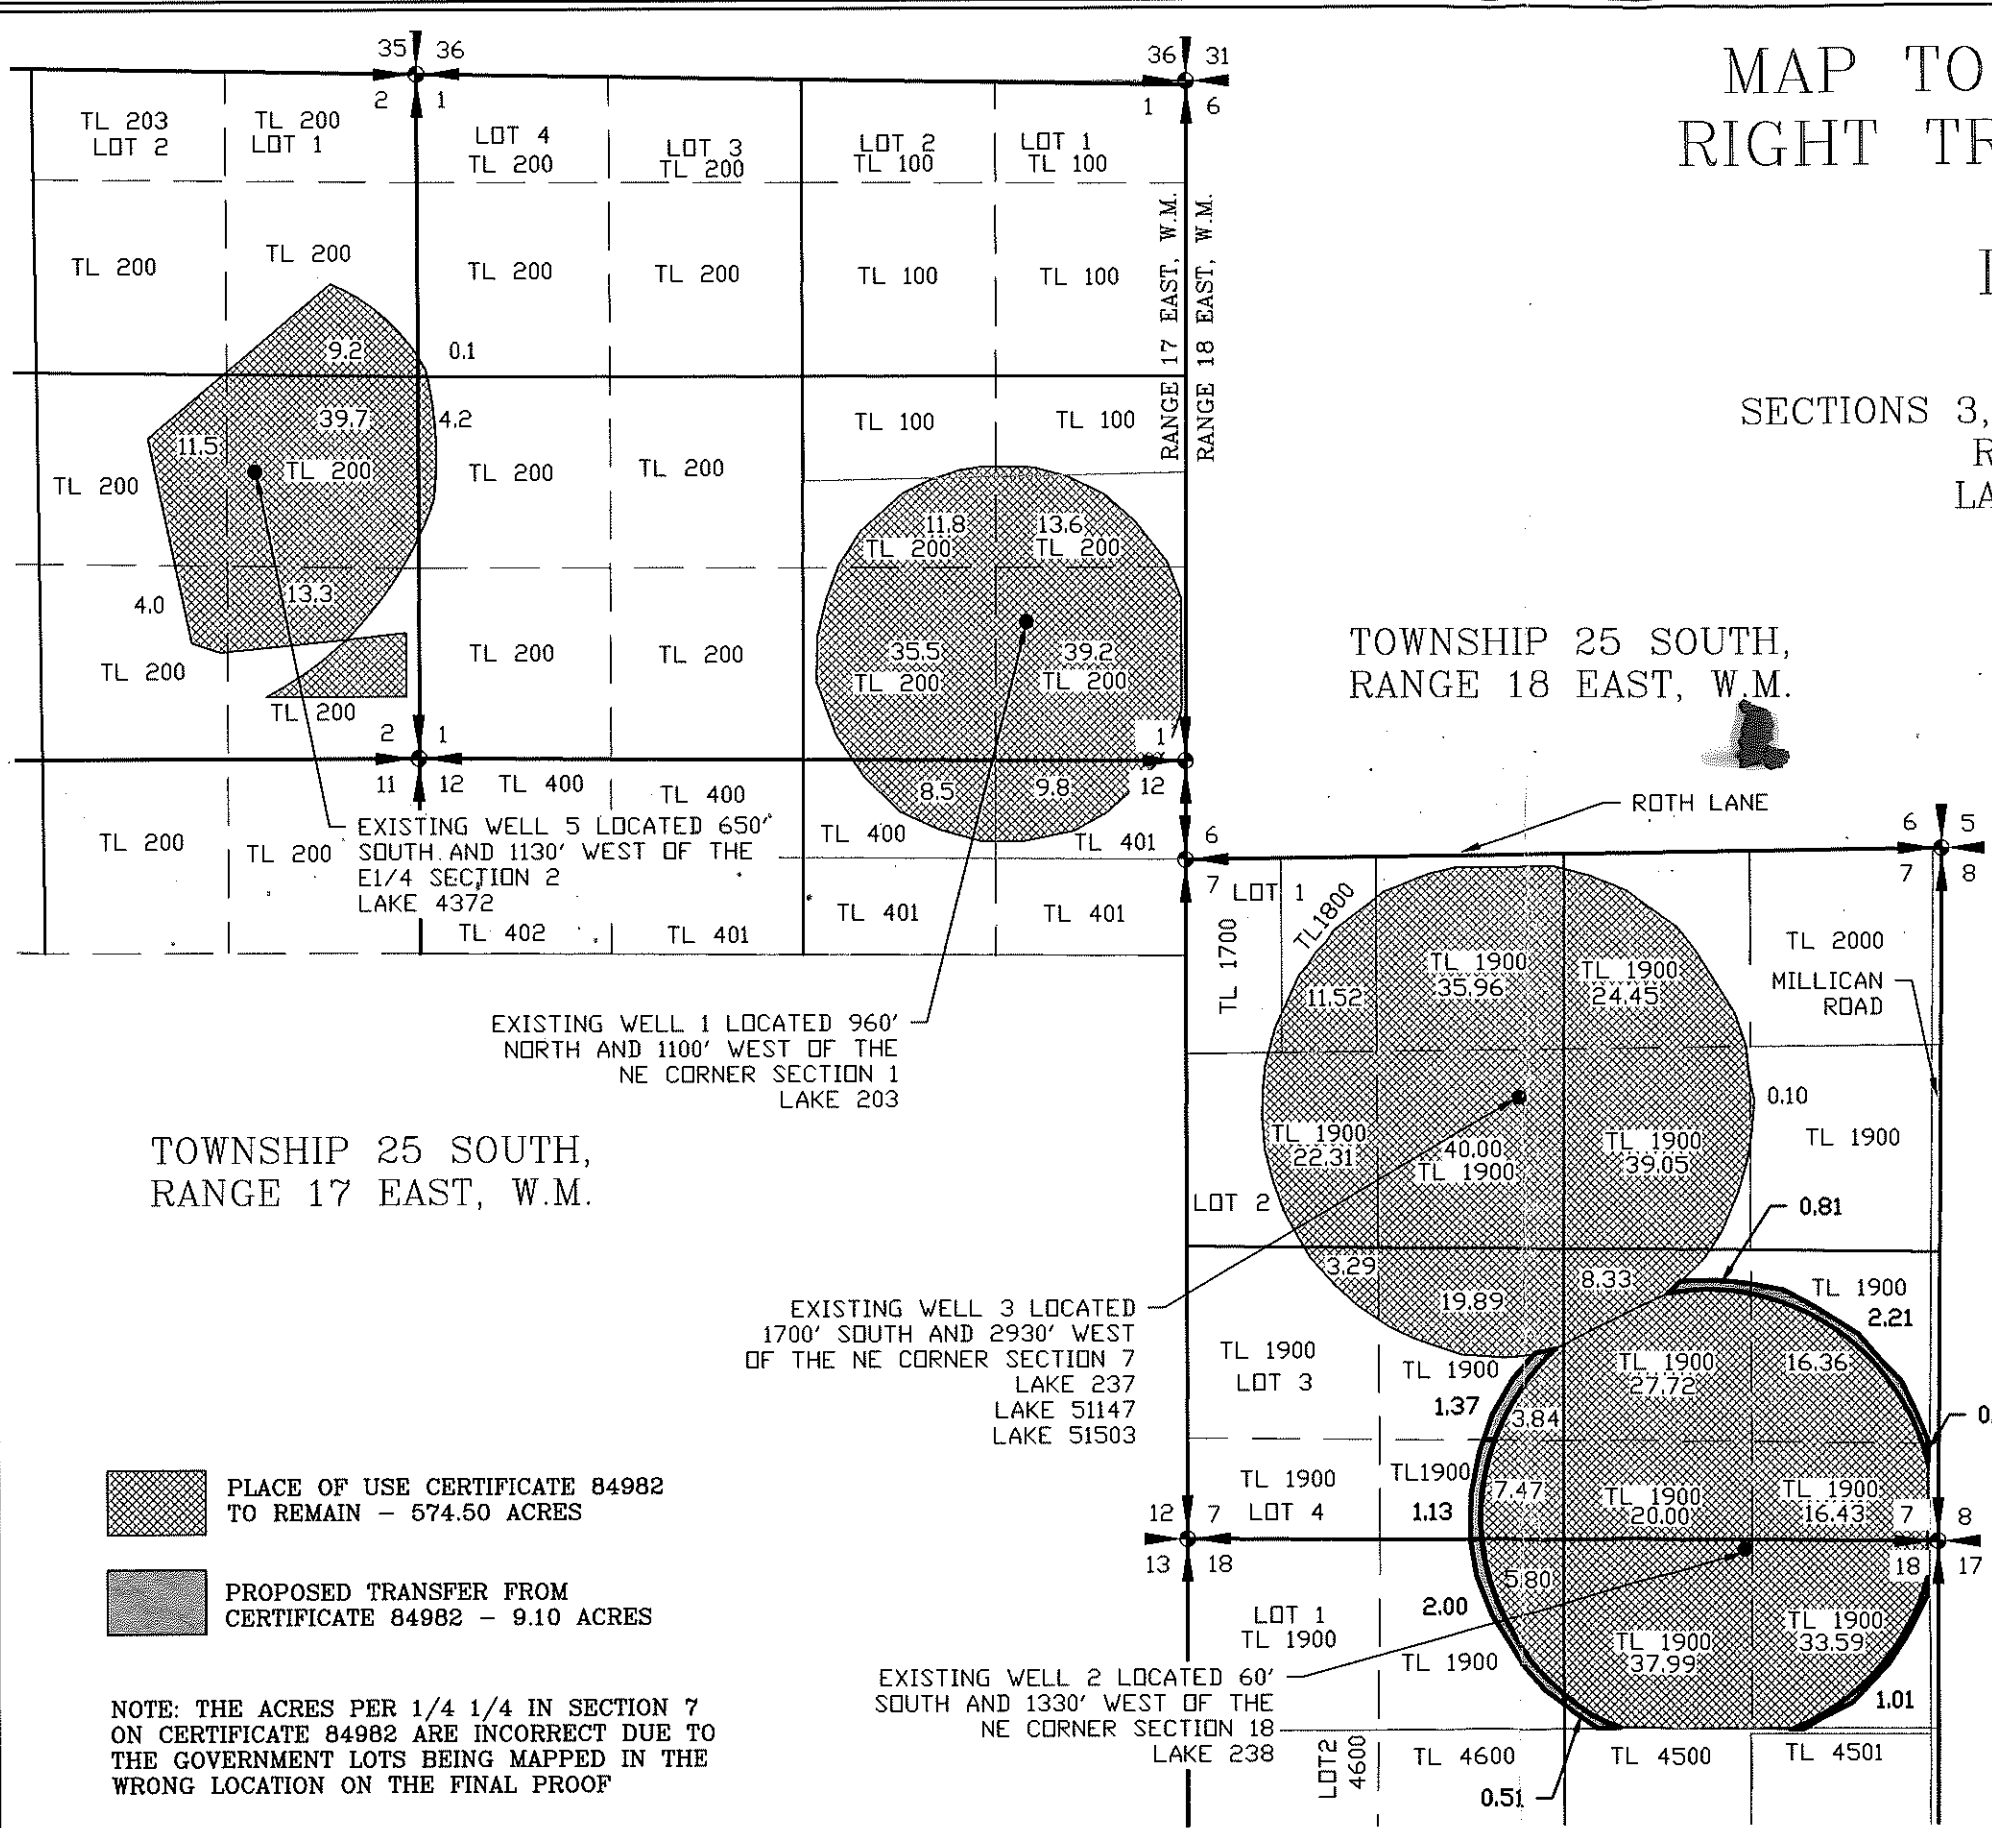 MAP TO
RIGHT TR
SECTIONS 3,
R
LA
35 36
2 1
36 31
1 6
TL 203
LOT 2
TL 200
LOT 1
LOT 4
TL 200
LOT 3
TL 200
LOT 2
TL 100
LOT 1
TL 100
RANGE 17 EAST, W.M.
RANGE 18 EAST, W.M.
TL 200
TL 200
TL 200
TL 200
TL 100
TL 100
9.2
0.1
39.7
4.2
11.5
TL 200
TL 200
TL 200
TL 200
TL 100
TL 100
11.8
TL 200
13.6
TL 200
4.0
13.3
TL 200
TL 200
TL 200
TL 200
35.5
TL 200
39.2
TL 200
2 1
11 12
1
12
TL 400
TL 400
8.5
9.8
TL 400
TL 401
TL 200
TL 200
EXISTING WELL 5 LOCATED 650'
SOUTH AND 1130' WEST OF THE
E1/4 SECTION 2
LAKE 4372
TL 402
TL 401
TL 401
TL 401
TOWNSHIP 25 SOUTH,
RANGE 18 EAST, W.M.
ROTH LANE
6
7
6 5
7 8
LOT 1
TL1800
TL 1700
TL 1900
35.96
TL 1900
24.45
11.52
TL 2000
MILLICAN
ROAD
EXISTING WELL 1 LOCATED 960'
NORTH AND 1100' WEST OF THE
NE CORNER SECTION 1
LAKE 203
0.10
TL 1900
TL 1900
22.31
40.00
TL 1900
TL 1900
39.05
LOT 2
0.81
TOWNSHIP 25 SOUTH,
RANGE 17 EAST, W.M.
3.29
19.89
8.33
TL 1900
2.21
EXISTING WELL 3 LOCATED
1700' SOUTH AND 2930' WEST
OF THE NE CORNER SECTION 7
LAKE 237
LAKE 51147
LAKE 51503
TL 1900
LOT 3
TL 1900
1.37
3.84
TL 1900
27.72
16.36
0.
TL 1900
LOT 4
TL1900
1.13
7.47
TL 1900
20.00
TL 1900
16.43
12 7
13 18
7 8
18 17
PLACE OF USE CERTIFICATE 84982
TO REMAIN - 574.50 ACRES
PROPOSED TRANSFER FROM
CERTIFICATE 84982 - 9.10 ACRES
LOT 1
TL 1900
2.00
TL 1900
5.80
TL 1900
37.99
TL 1900
33.59
1.01
EXISTING WELL 2 LOCATED 60'
SOUTH AND 1330' WEST OF THE
NE CORNER SECTION 18
LAKE 238
LOT2
4600
TL 4600
TL 4500
TL 4501
0.51
NOTE: THE ACRES PER 1/4 1/4 IN SECTION 7
ON CERTIFICATE 84982 ARE INCORRECT DUE TO
THE GOVERNMENT LOTS BEING MAPPED IN THE
WRONG LOCATION ON THE FINAL PROOF